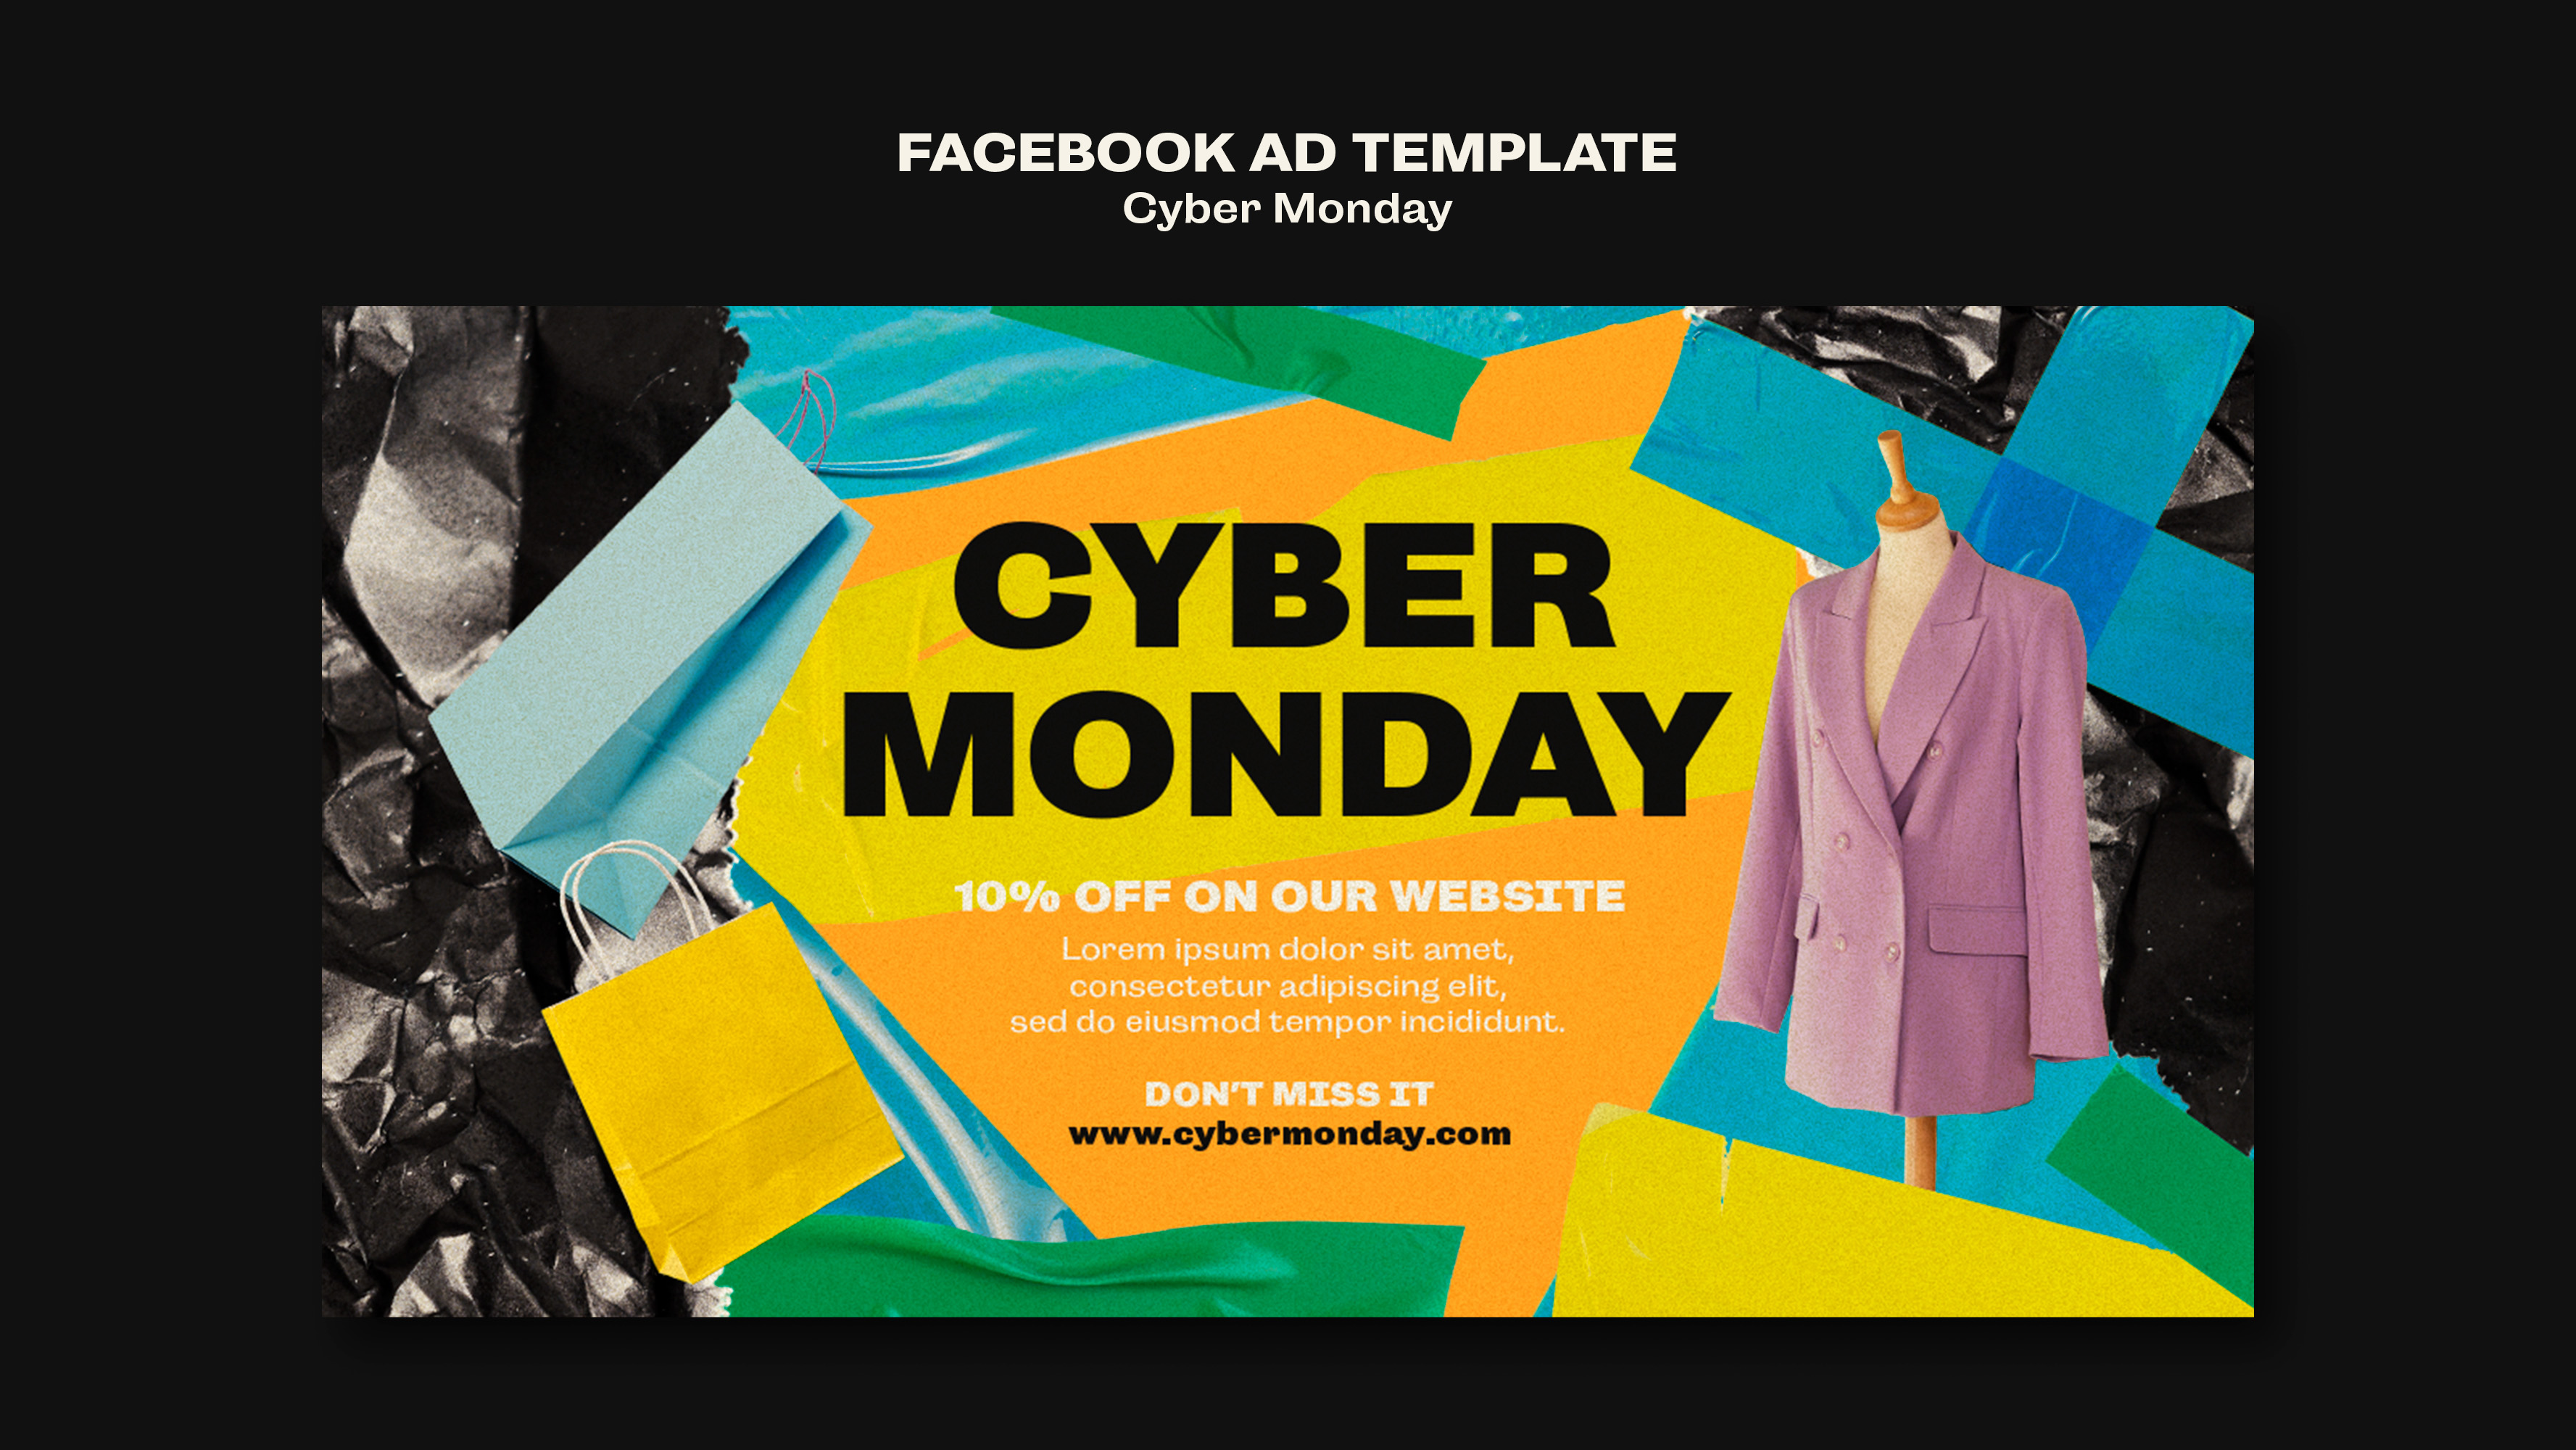 FACEBOOK AD TEMPLATE
Cyber Monday
CYBER
MONDAY
10% OFF ON OUR WEBSITE
Lorem ipsum dolor sit amet,
consectetur adipiscing elit,
sed do eiusmod tempor incididunt.
DON'T MISS IT
www.cybermonday.com